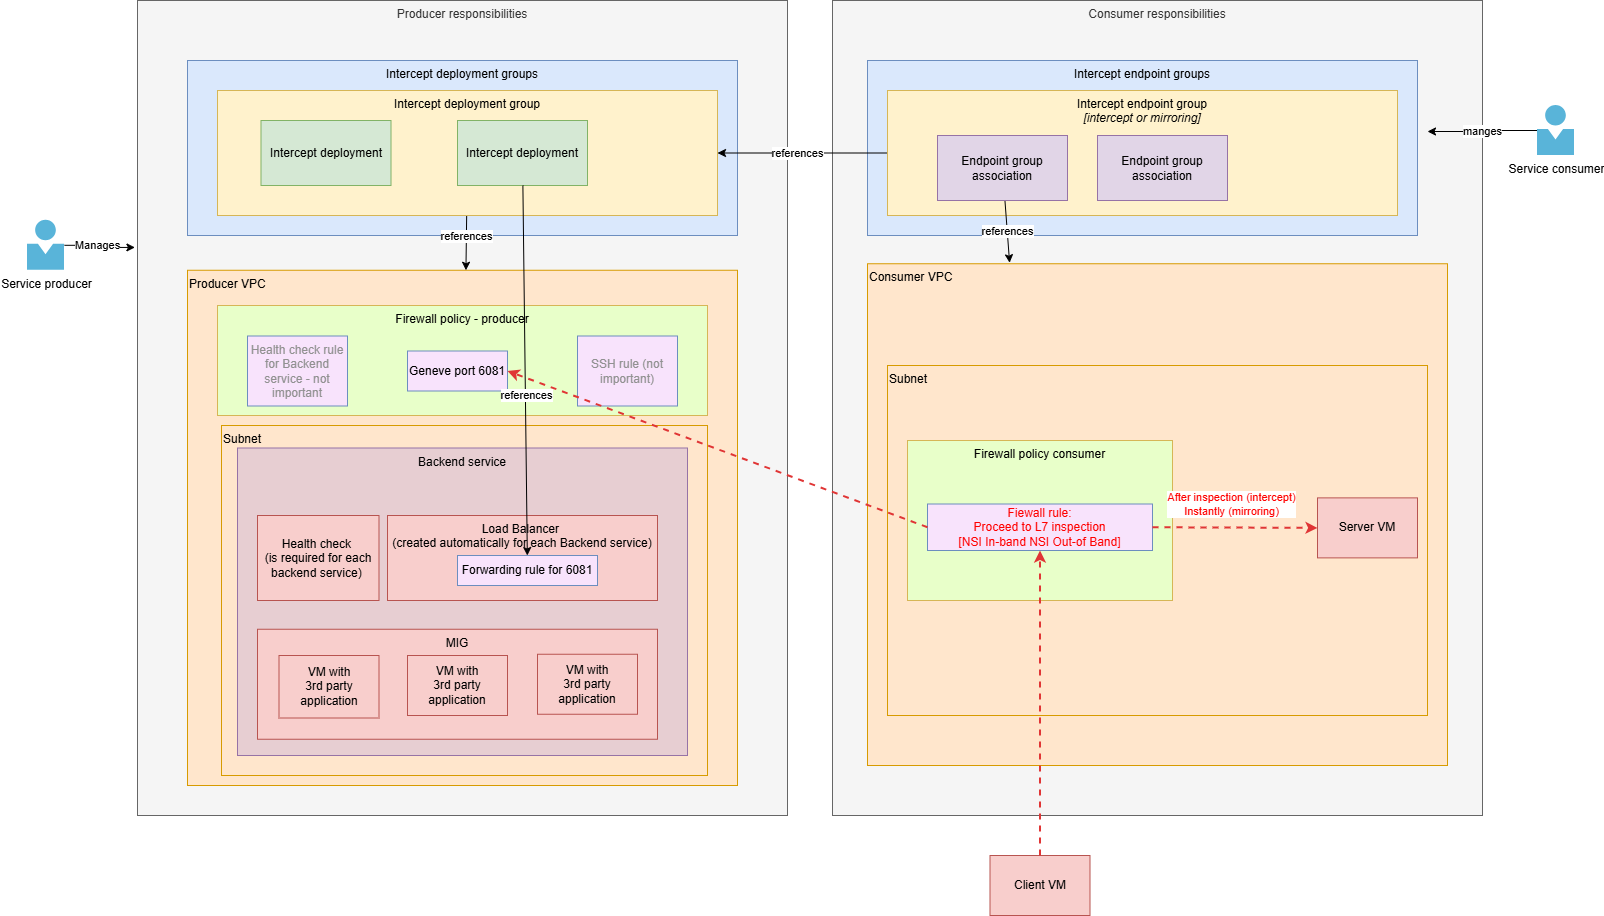 Producer responsibilities
Intercept deployment groups
Intercept deployment group
Intercept deployment
Intercept deployment
references
references
Manages
Service producer
Producer VPC
Firewall policy - producer
Health check rule
for Backend
service - not
important
Geneve port 6081
SSH rule (not
important)
references
Subnet
Backend service
Health check
(is required for each
backend service)
Load Balancer
(created automatically for each Backend service)
Forwarding rule for 6081
MIG
VM with
3rd party
application
VM with
3rd party
application
VM with
3rd party
application
Consumer responsibilities
Intercept endpoint groups
Intercept endpoint group
[intercept or mirroring]
Endpoint group
association
Endpoint group
association
references
manges
Service consumer
Consumer VPC
Subnet
Firewall policy consumer
Fiewall rule:
Proceed to L7 inspection
[NSI In-band NSI Out-of Band]
After inspection (intercept)
Instantly (mirroring)
Server VM
Client VM